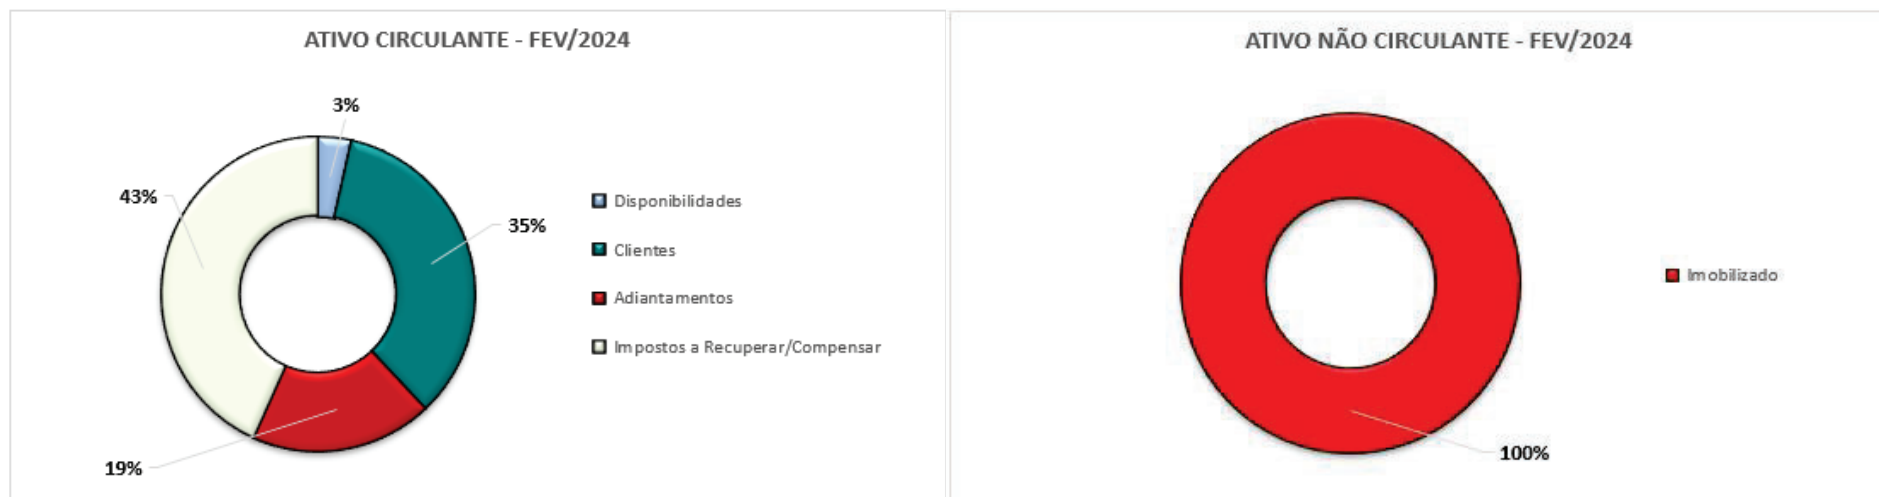 ATIVO CIRCULANTE - FEV/2024
3%
43%
35%
19%
Disponibilidades
Clientes
Adiantamentos
Impostos a Recuperar/Compensar
ATIVO NÃO CIRCULANTE - FEV/2024
Imobilizado
100%